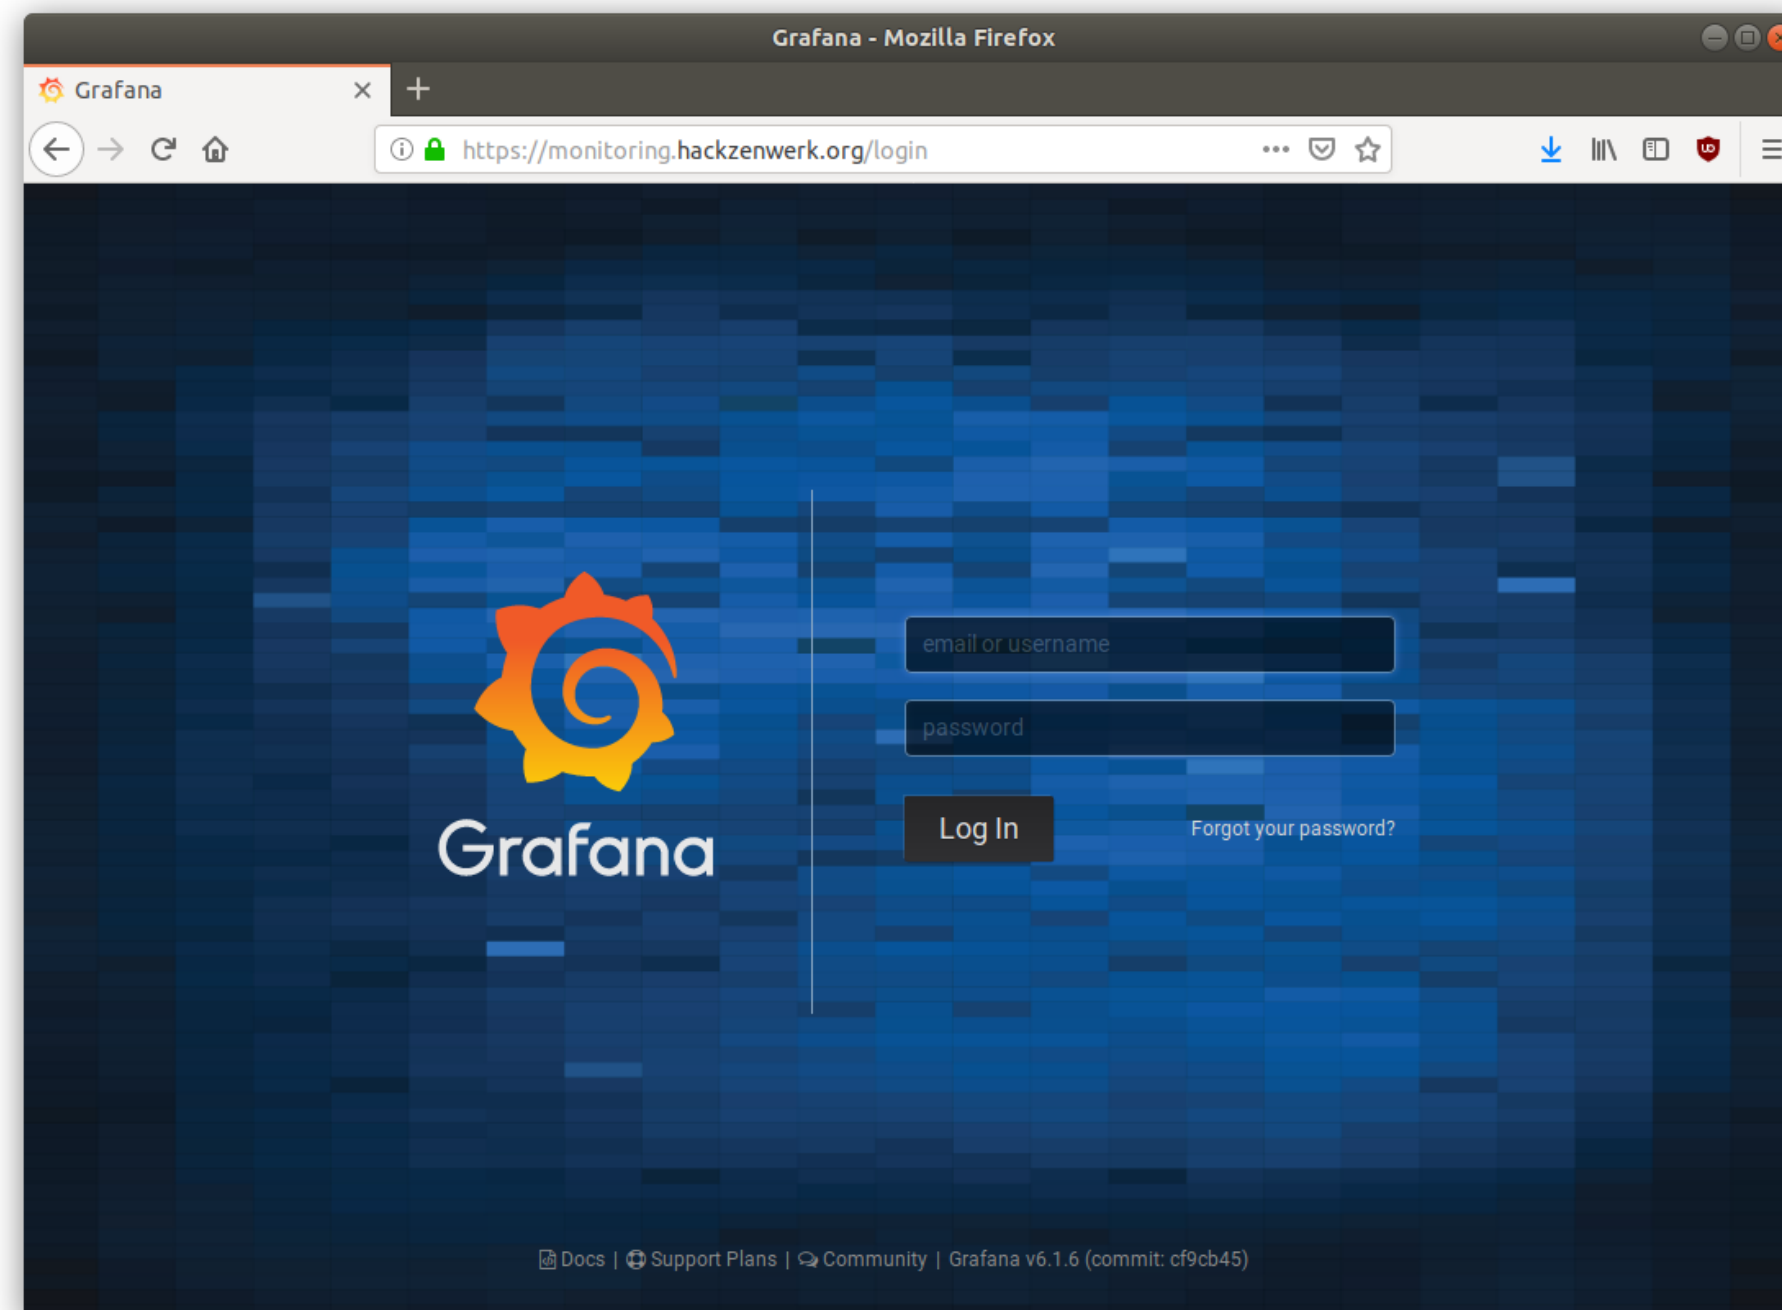 Grafana - Mozilla Firefox
Grafana
https://monitoring.hackzenwerk.org/login
email or username
password
Log In
Forgot your password?
Grafana
Docs | Support Plans | Community | Grafana v6.1.6 (commit: cf9cb45)